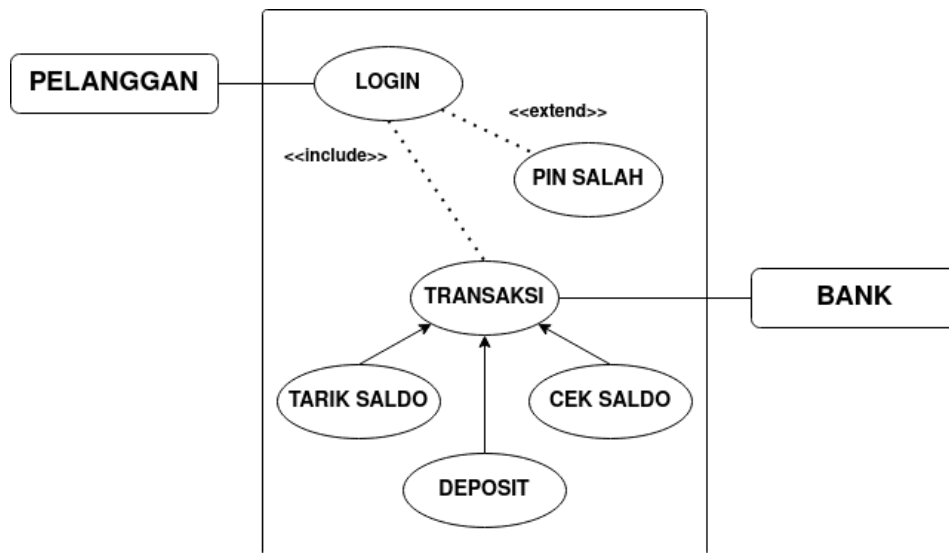 PELANGGAN
LOGIN
<<extend>>
<<include>>
PIN SALAH
TRANSAKSI
BANK
TARIK SALDO
CEK SALDO
DEPOSIT